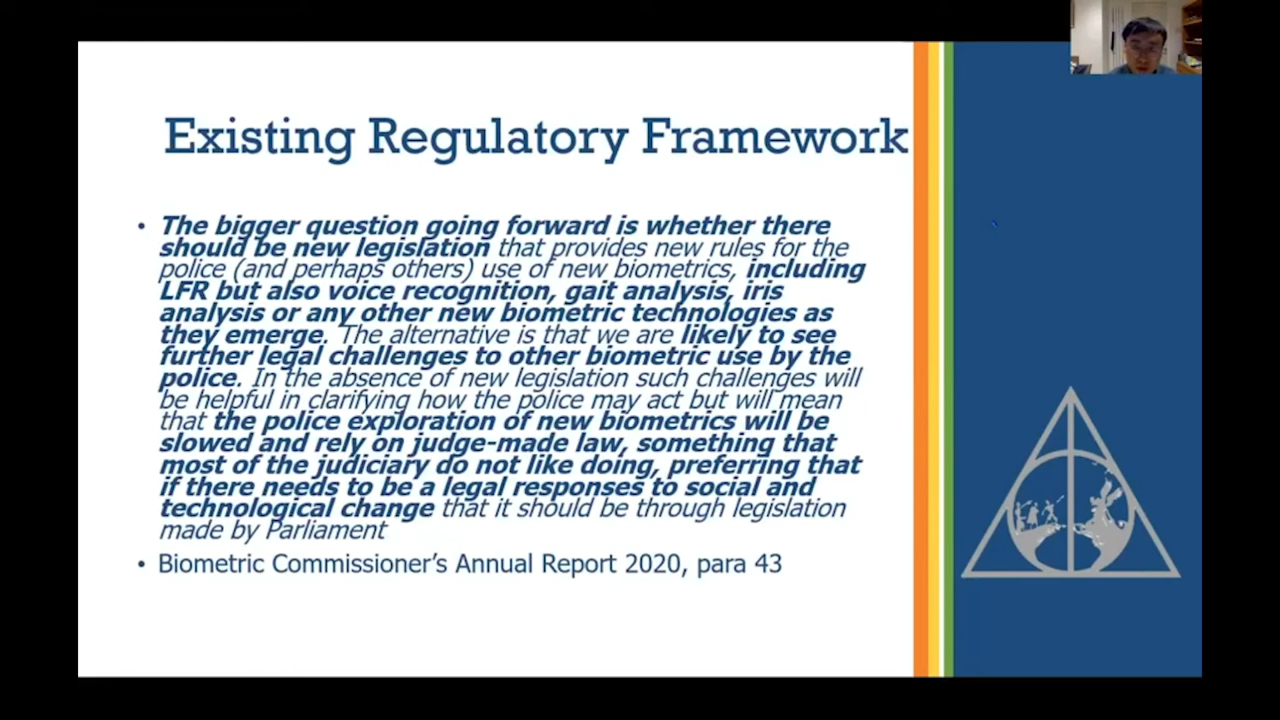 Existing Regulatory Framework
• The bigger question going forward is whether there
should be new legislation that provides new rules for the
police (and perhaps others) use of new biometrics, including
LFR but also voice recognition, gait analysis, iris
analysis or any other new biometric technologies as
they emerge. The alternative is that we are likely to see
further legal challenges to other biometric use by the
police. In the absence of new legislation such challenges will
be helpful in clarifying how the police may act but will mean
that the police exploration of new biometrics will be
slowed and rely on judge-made law, something that
most of the judiciary do not like doing, preferring that
if there needs to be a legal responses to social and
technological change that it should be through legislation
made by Parliament
• Biometric Commissioner's Annual Report 2020, para 43